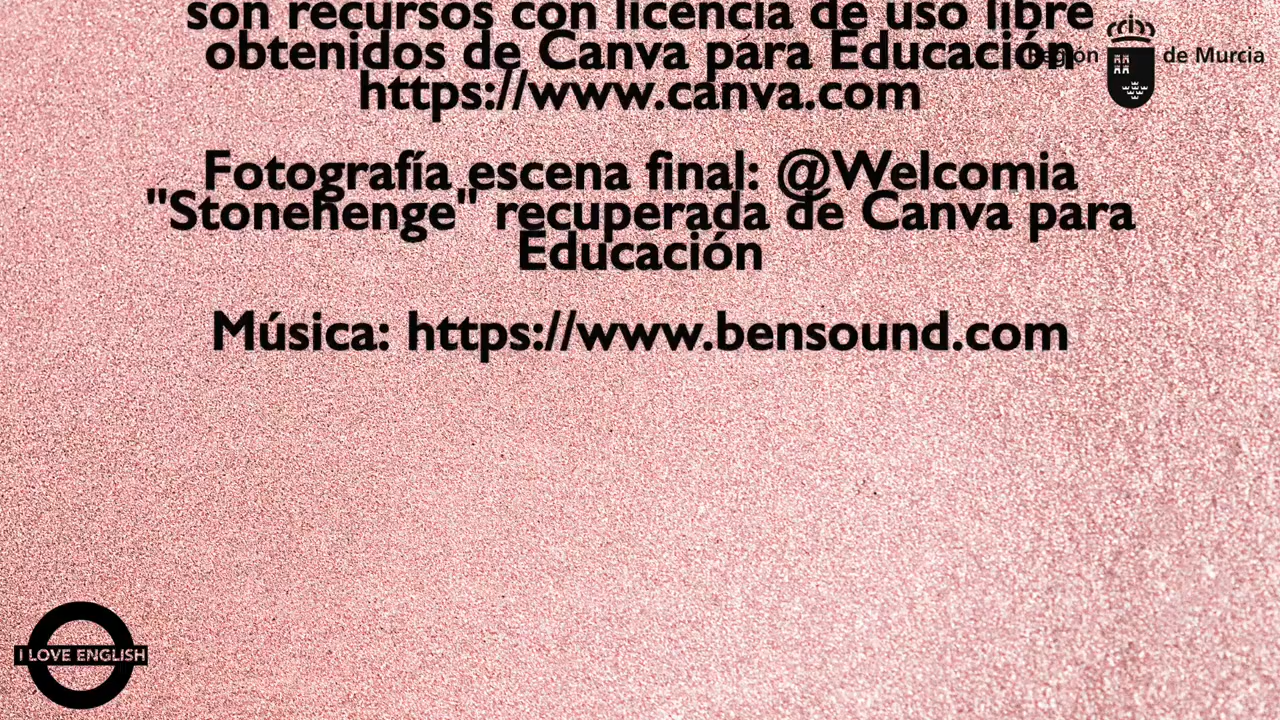 son recursos con licencia de uso libre
obtenidos de Canva para Educación
https://www.canva.com
Región de Murcia
Fotografía escena final: @Welcomia
"Stonehenge" recuperada de Canva para
Educación
Música: https://www.bensound.com
I LOVE ENGLISH